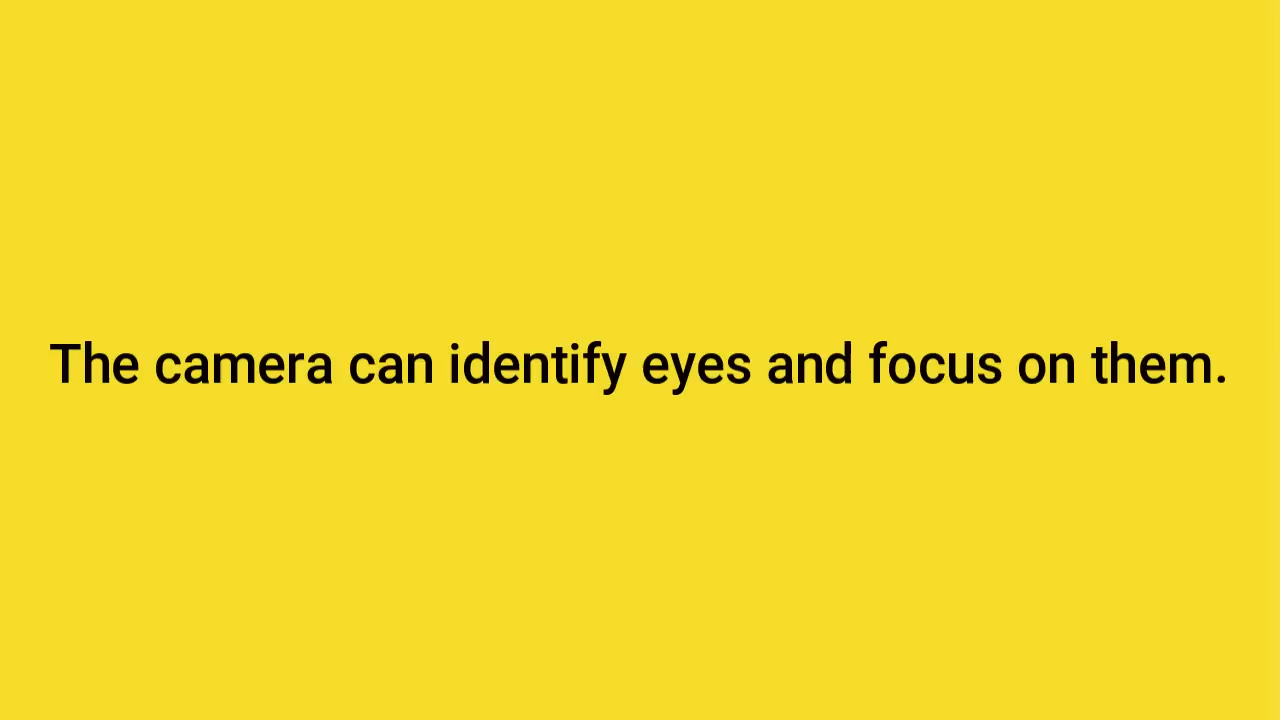 The camera can identify eyes and focus on them.